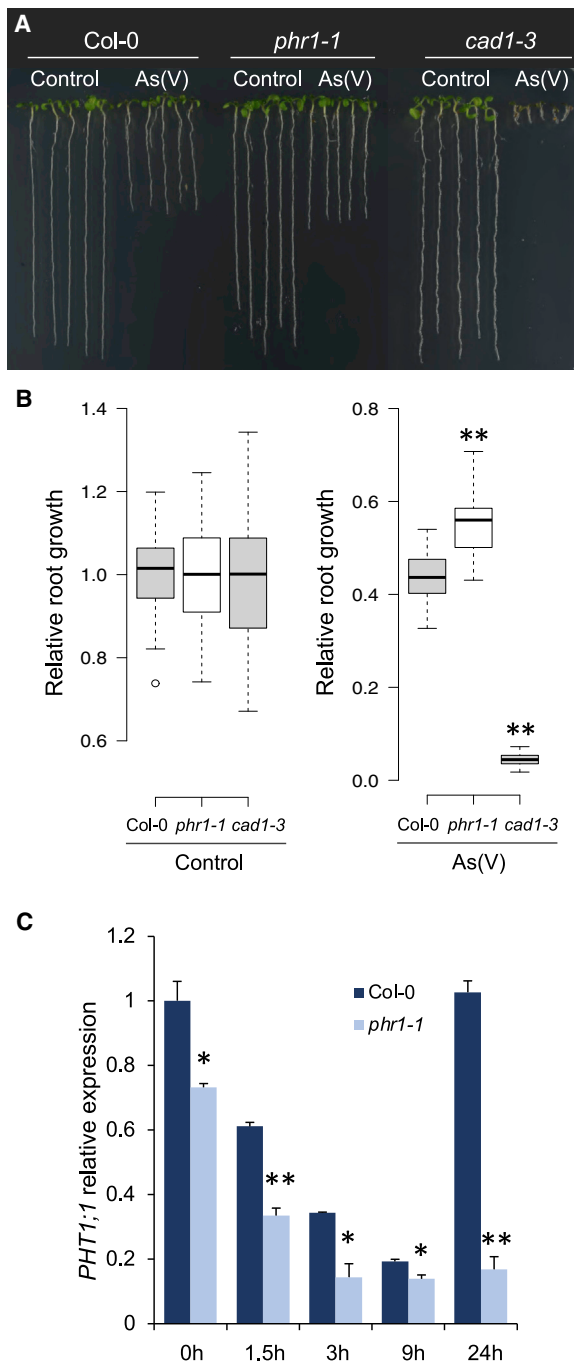 A
Col-0 phr1-1 cad1-3
Control As(V) Control As(V) Control As(V)
B
Relative root growth
1.4
1.2
1.0
0.8
0.6
Col-0 phr1-1 cad1-3
Control
Relative root growth
0.8
0.6
0.4
0.2
0.0
**
**
Col-0 phr1-1 cad1-3
As(V)
C
PHT1;1 relative expression
1.2
1
0.8
0.6
0.4
0.2
0
Col-0
phr1-1
* ** * * **
0h 1.5h 3h 9h 24h